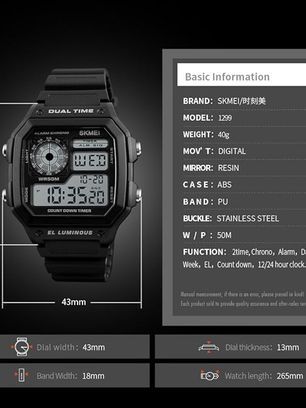 DUAL TIME
ALARM CHRONO
SKMEI
WR50M
COUNT DOWN TIMER
EL LUMINOUS
43mm
Basic Information
BRAND: SKMEI/时刻美
MODEL: 1299
WEIGHT: 40g
MOV' T: DIGITAL
MIRROR: RESIN
CASE: ABS
BAND: PU
BUCKLE: STAINLESS STEEL
W / P: 50M
FUNCTION: 2time, Chrono, Alarm, Da
Week, EL, Count down, 12/24 hour clock.
Manual measurement, if there is an error, please prevail in kind!
Each product sold to provide quality assurance and after-sales
Dial width: 43mm
Dial thickness: 13mm
Band Width: 18mm
Watch length: 265mm